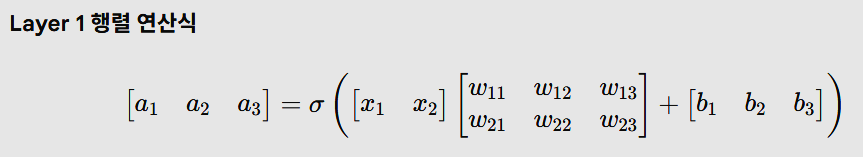 Layer 1 행렬 연산식
[a₁ a₂ a₃] = σ([x₁ x₂] [w₁₁ w₁₂ w₁₃; w₂₁ w₂₂ w₂₃] + [b₁ b₂ b₃])